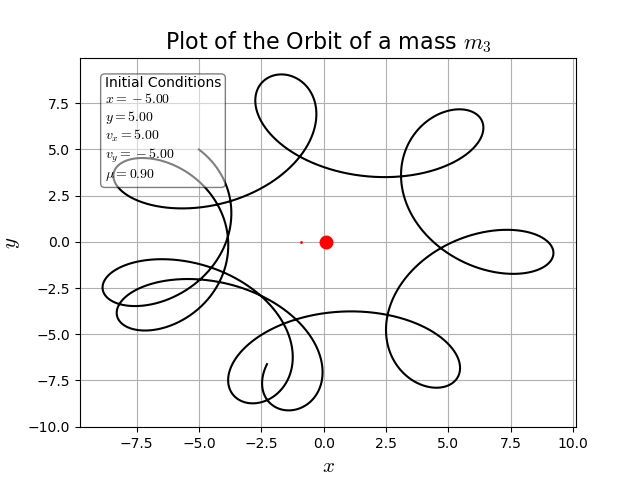 Plot of the Orbit of a mass m₃
Initial Conditions
x = −5.00
y = 5.00
vₓ = 5.00
v_y = −5.00
μ = 0.90
7.5
5.0
2.5
0.0
−2.5
−5.0
−7.5
−10.0
y
−7.5 −5.0 −2.5 0.0 2.5 5.0 7.5 10.0
x